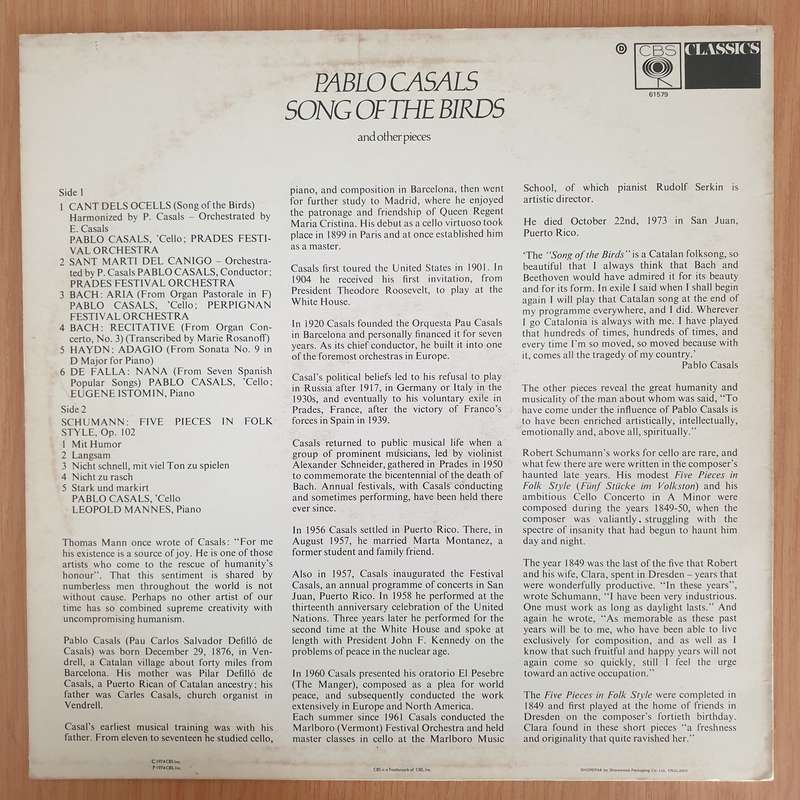 CBS
CLASSICS
61579
PABLO CASALS
SONG OF THE BIRDS
and other pieces
Side 1
1 CANT DELS OCELLS (Song of the Birds)
Harmonized by P. Casals – Orchestrated by
E. Casals
PABLO CASALS, 'Cello; PRADES FESTI-
VAL ORCHESTRA
2 SANT MARTI DEL CANIGO – Orchestra-
ted by P. Casals PABLO CASALS, Conductor;
PRADES FESTIVAL ORCHESTRA
3 BACH: ARIA (From Organ Pastorale in F)
PABLO CASALS, 'Cello; PERPIGNAN
FESTIVAL ORCHESTRA
4 BACH: RECITATIVE (From Organ Con-
certo, No. 3) (Transcribed by Marie Rosanoff)
5 HAYDN: ADAGIO (From Sonata No. 9 in
D Major for Piano)
6 DE FALLA: NANA (From Seven Spanish
Popular Songs) PABLO CASALS, 'Cello;
EUGENE ISTOMIN, Piano
Side 2
SCHUMANN: FIVE PIECES IN FOLK
STYLE, Op. 102
1 Mit Humor
2 Langsam
3 Nicht schnell, mit viel Ton zu spielen
4 Nicht zu rasch
5 Stark und markirt
PABLO CASALS, 'Cello
LEOPOLD MANNES, Piano
Thomas Mann once wrote of Casals: "For me
his existence is a source of joy. He is one of those
artists who come to the rescue of humanity's
honour". That this sentiment is shared by
numberless men throughout the world is not
without cause. Perhaps no other artist of our
time has so combined supreme creativity with
uncompromising humanism.
Pablo Casals (Pau Carlos Salvador Defilló de
Casals) was born December 29, 1876, in Ven-
drell, a Catalan village about forty miles from
Barcelona. His mother was Pilar Defilló de
Casals, a Puerto Rican of Catalan ancestry; his
father was Carles Casals, church organist in
Vendrell.
Casal's earliest musical training was with his
father. From eleven to seventeen he studied cello,
piano, and composition in Barcelona, then went
for further study to Madrid, where he enjoyed
the patronage and friendship of Queen Regent
Maria Cristina. His debut as a cello virtuoso took
place in 1899 in Paris and at once established him
as a master.
Casals first toured the United States in 1901. In
1904 he received his first invitation, from
President Theodore Roosevelt, to play at the
White House.
In 1920 Casals founded the Orquesta Pau Casals
in Barcelona and personally financed it for seven
years. As its chief conductor, he built it into one
of the foremost orchestras in Europe.
Casal's political beliefs led to his refusal to play
in Russia after 1917, in Germany or Italy in the
1930s, and eventually to his voluntary exile in
Prades, France, after the victory of Franco's
forces in Spain in 1939.
Casals returned to public musical life when a
group of prominent musicians, led by violinist
Alexander Schneider, gathered in Prades in 1950
to commemorate the bicentennial of the death of
Bach. Annual festivals, with Casals conducting
and sometimes performing, have been held there
ever since.
In 1956 Casals settled in Puerto Rico. There, in
August 1957, he married Marta Montanez, a
former student and family friend.
Also in 1957, Casals inaugurated the Festival
Casals, an annual programme of concerts in San
Juan, Puerto Rico. In 1958 he performed at the
thirteenth anniversary celebration of the United
Nations. Three years later he performed for the
second time at the White House and spoke at
length with President John F. Kennedy on the
problems of peace in the nuclear age.
In 1960 Casals presented his oratorio El Pesebre
(The Manger), composed as a plea for world
peace, and subsequently conducted the work
extensively in Europe and North America.
Each summer since 1961 Casals conducted the
Marlboro (Vermont) Festival Orchestra and held
master classes in cello at the Marlboro Music
School, of which pianist Rudolf Serkin is
artistic director.
He died October 22nd, 1973 in San Juan,
Puerto Rico.
'The "Song of the Birds" is a Catalan folksong, so
beautiful that I always think that Bach and
Beethoven would have admired it for its beauty
and for its form. In exile I said when I shall begin
again I will play that Catalan song at the end of
my programme everywhere, and I did. Wherever
I go Catalonia is always with me. I have played
that hundreds of times, hundreds of times, and
every time I'm so moved, so moved because with
it, comes all the tragedy of my country.'
Pablo Casals
The other pieces reveal the great humanity and
musicality of the man about whom was said, "To
have come under the influence of Pablo Casals is
to have been enriched artistically, intellectually,
emotionally and, above all, spiritually."
Robert Schumann's works for cello are rare, and
what few there are were written in the composer's
haunted late years. His modest Five Pieces in
Folk Style (Fünf Stücke im Folkston) and his
ambitious Cello Concerto in A Minor were
composed during the years 1849-50, when the
composer was valiantly struggling with the
spectre of insanity that had begun to haunt him
day and night.
The year 1849 was the last of the five that Robert
and his wife, Clara, spent in Dresden – years that
were wonderfully productive. "In these years",
wrote Schumann, "I have been very industrious.
One must work as long as daylight lasts." And
again he wrote, "As memorable as these past
years will be to me, who have been able to live
exclusively for composition, and as well as I
know that such fruitful and happy years will not
again come so quickly, still I feel the urge
toward an active occupation."
The Five Pieces in Folk Style were completed in
1849 and first played at the home of friends in
Dresden on the composer's fortieth birthday.
Clara found in these short pieces "a freshness
and originality that quite ravished her."
© 1974 CBS, Inc.
℗ 1974 CBS, Inc.
CBS is a Trademark of CBS, Inc.
SHOREPAK by Shorewood Packaging Co. Ltd., ENGLAND